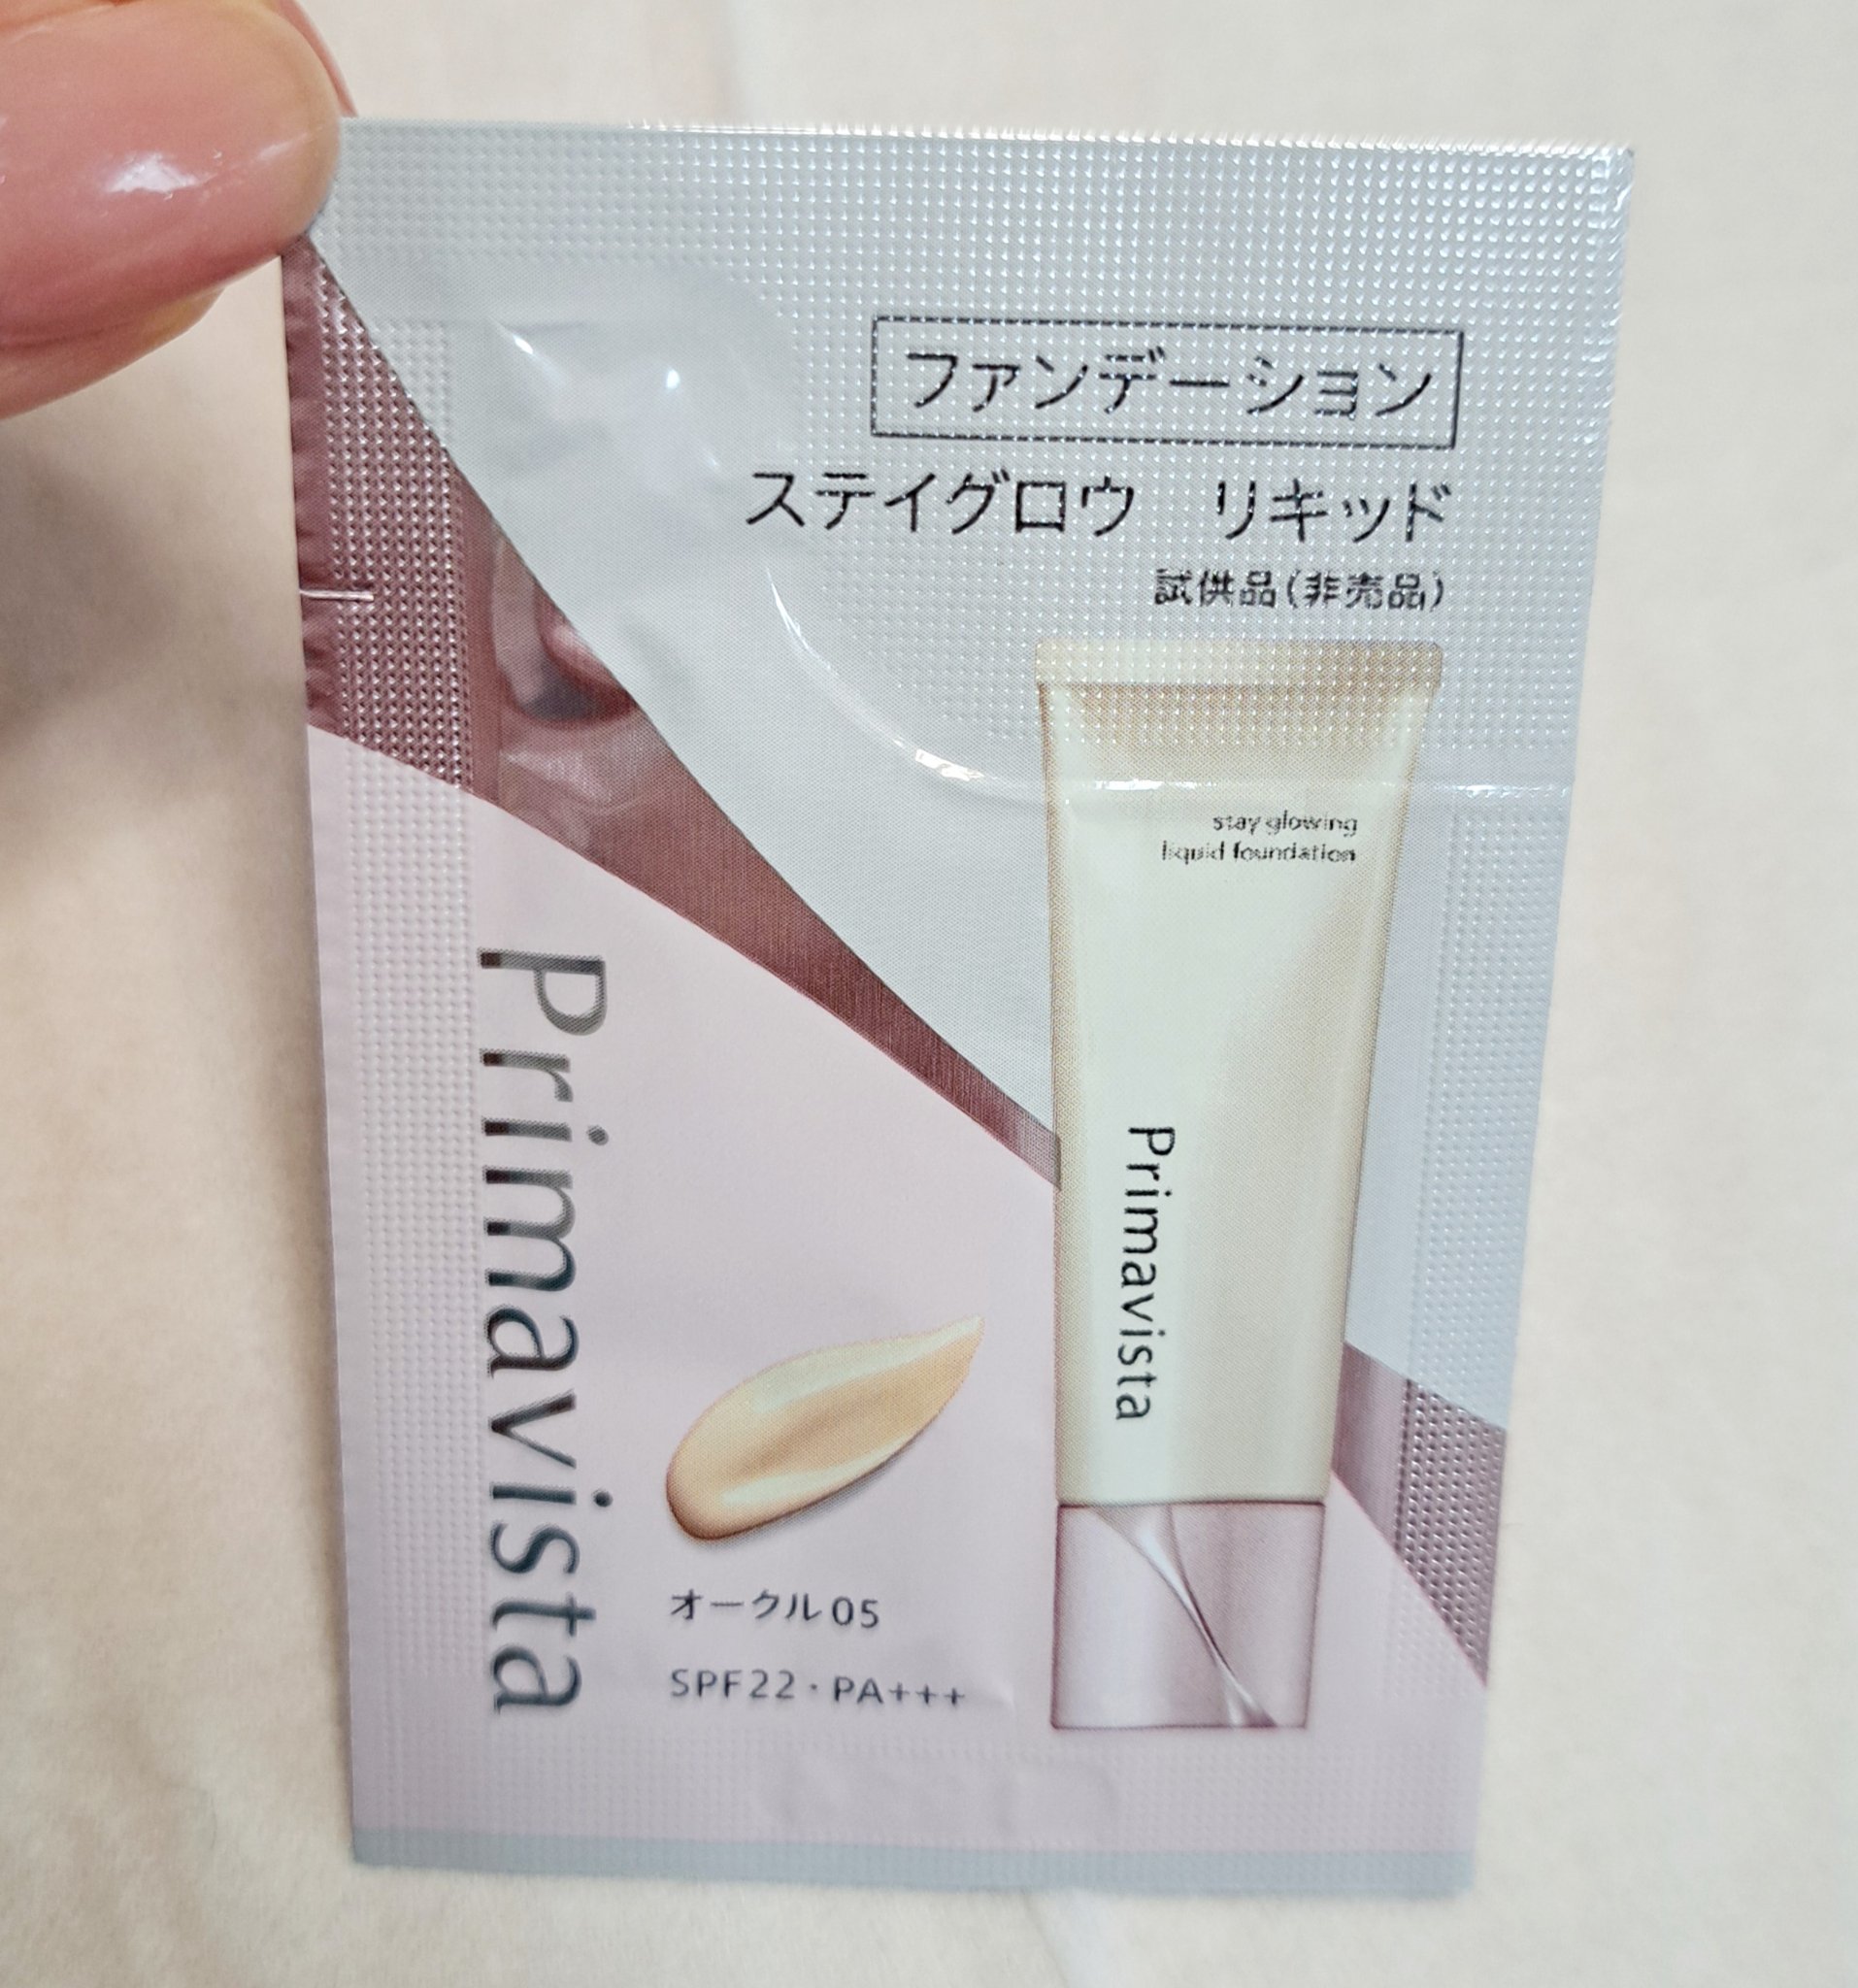 ファンデーション
ステイグロウ リキッド
試供品(非売品)
stay glowing
liquid foundation
Primavista
Primavista
オークル05
SPF22・PA+++